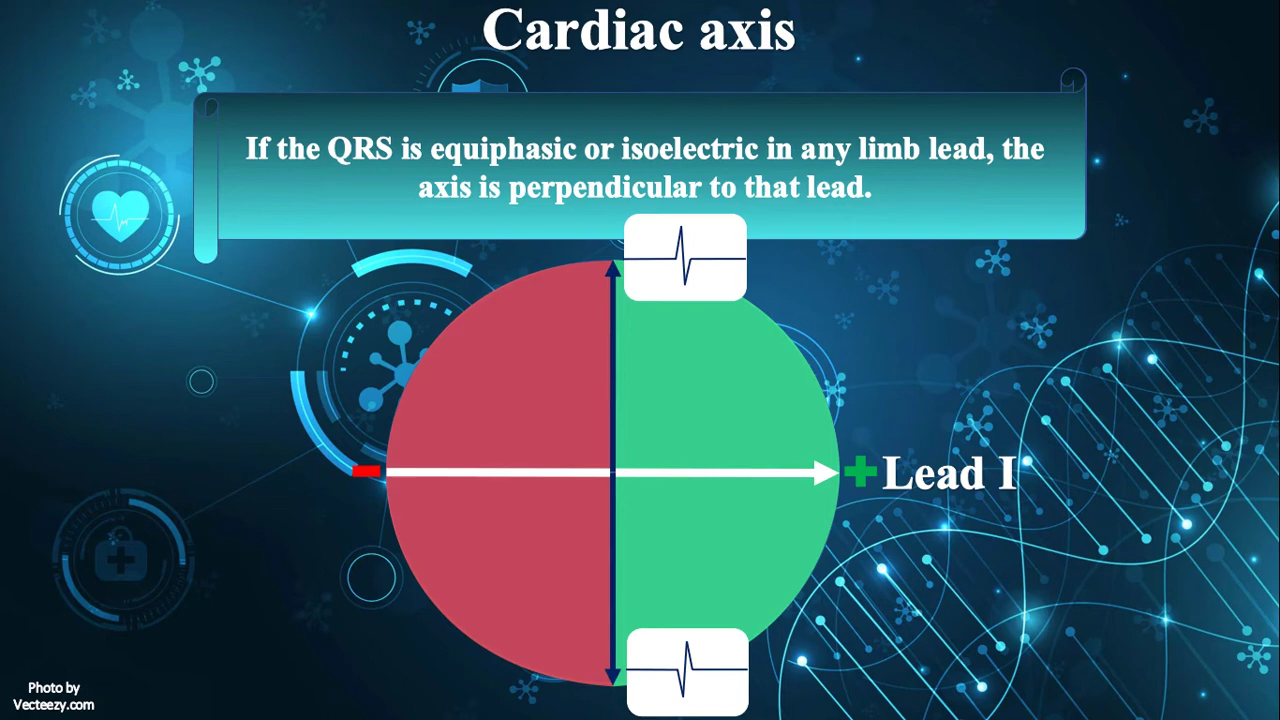 Cardiac axis
If the QRS is equiphasic or isoelectric in any limb lead, the
axis is perpendicular to that lead.
Lead I
Photo by
Vecteezy.com